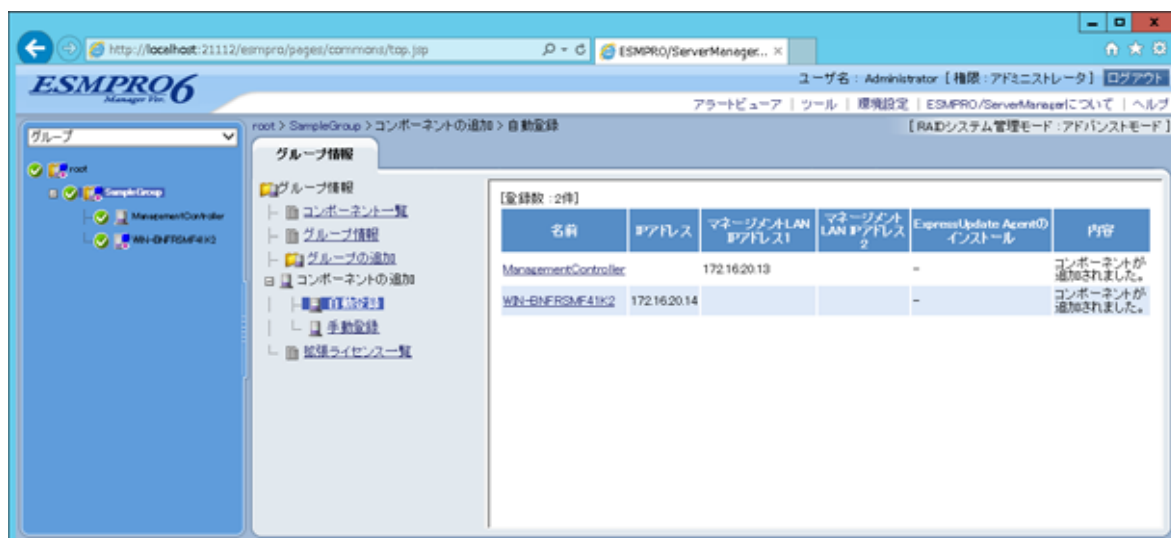 http://localhost:21112/esmpro/pages/commons/top.jsp
ESMPRO/ServerManager... ×
ESMPRO6
Manager Ver.
ユーザ名 : Administrator [ 権限 : アドミニストレータ ] ログアウト
アラートビューア | ツール | 環境設定 | ESMPRO/ServerManagerについて | ヘルプ
グループ
root
SampleGroup
ManagementController
WIN-BNFRSMF41K2
root > SampleGroup > コンポーネントの追加 > 自動登録
[ RAIDシステム管理モード : アドバンストモード ]
グループ情報
グループ情報
コンポーネント一覧
グループ情報
グループの追加
コンポーネントの追加
自動登録
手動登録
拡張ライセンス一覧
[登録数 : 2件]
名前 IPアドレス マネージメントLAN IPアドレス1 マネージメントLAN IPアドレス2 ExpressUpdate Agentのインストール 内容
ManagementController 172.16.20.13 - コンポーネントが追加されました。
WIN-BNFRSMF41K2 172.16.20.14 - コンポーネントが追加されました。